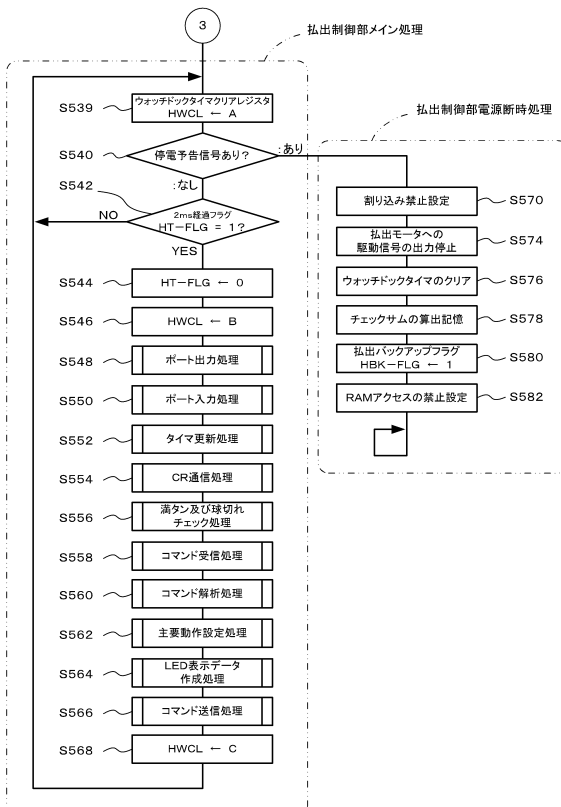 3
払出制御部メイン処理
S539
ウォッチドックタイマクリアレジスタ
HWCL ← A
払出制御部電源断時処理
S540
停電予告信号あり？
:あり
:なし
S542
2ms経過フラグ
HT-FLG = 1?
NO
YES
S544
HT-FLG ← 0
S546
HWCL ← B
S548
ポート出力処理
S550
ポート入力処理
S552
タイマ更新処理
S554
CR通信処理
S556
満タン及び球切れ
チェック処理
S558
コマンド受信処理
S560
コマンド解析処理
S562
主要動作設定処理
S564
LED表示データ
作成処理
S566
コマンド送信処理
S568
HWCL ← C
割り込み禁止設定
S570
払出モータへの
駆動信号の出力停止
S574
ウォッチドックタイマのクリア
S576
チェックサムの算出記憶
S578
払出バックアップフラグ
HBK-FLG ← 1
S580
RAMアクセスの禁止設定
S582